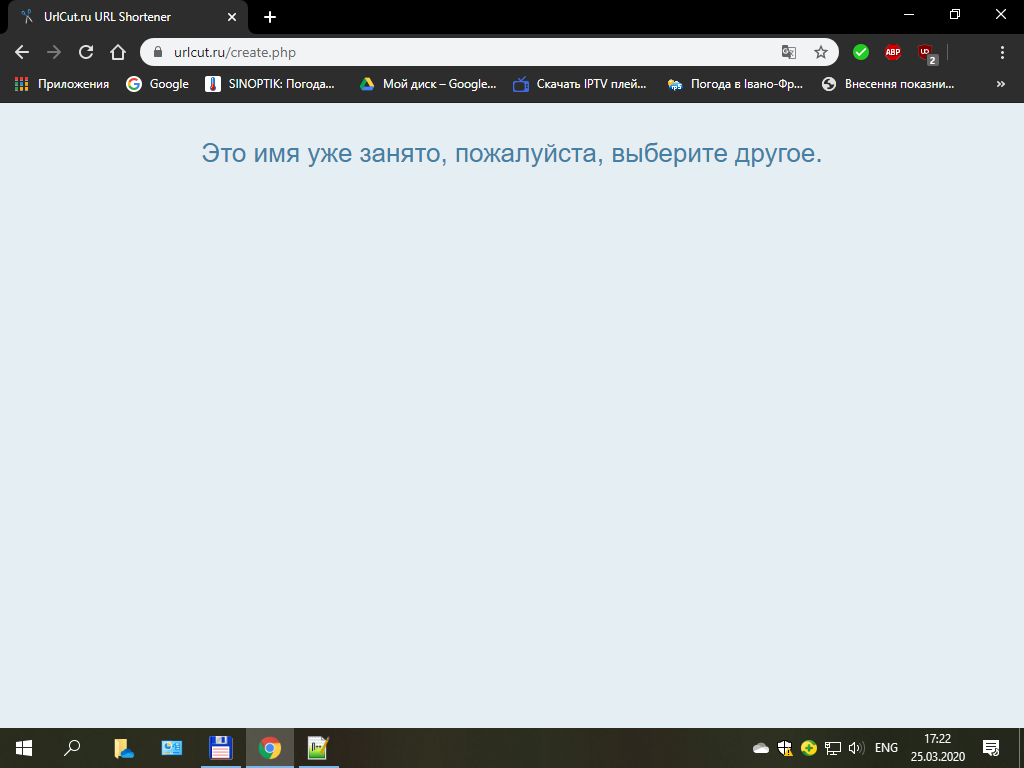 UrlCut.ru URL Shortener
urlcut.ru/create.php
ABP
2
Приложения
Google
SINOPTIK: Погода...
Мой диск – Google...
Скачать IPTV плей...
Погода в Івано-Фр...
Внесення показни...
»
Это имя уже занято, пожалуйста, выберите другое.
ENG
17:22
25.03.2020